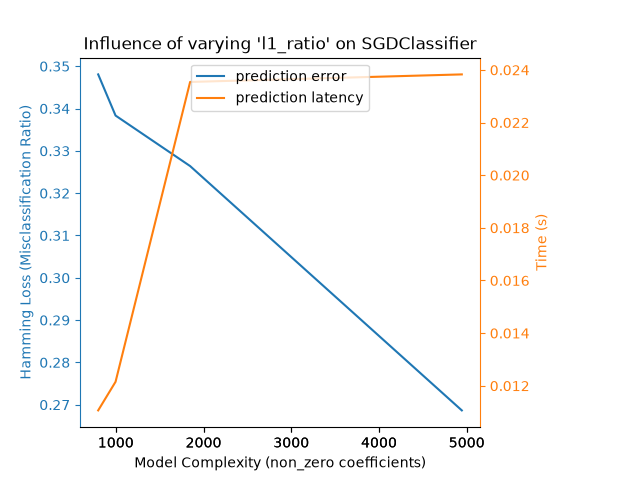 Influence of varying 'l1_ratio' on SGDClassifier
prediction error
prediction latency
0.35
0.34
0.33
0.32
0.31
0.30
0.29
0.28
0.27
Hamming Loss (Misclassification Ratio)
0.024
0.022
0.020
0.018
0.016
0.014
0.012
Time (s)
1000 2000 3000 4000 5000
Model Complexity (non_zero coefficients)